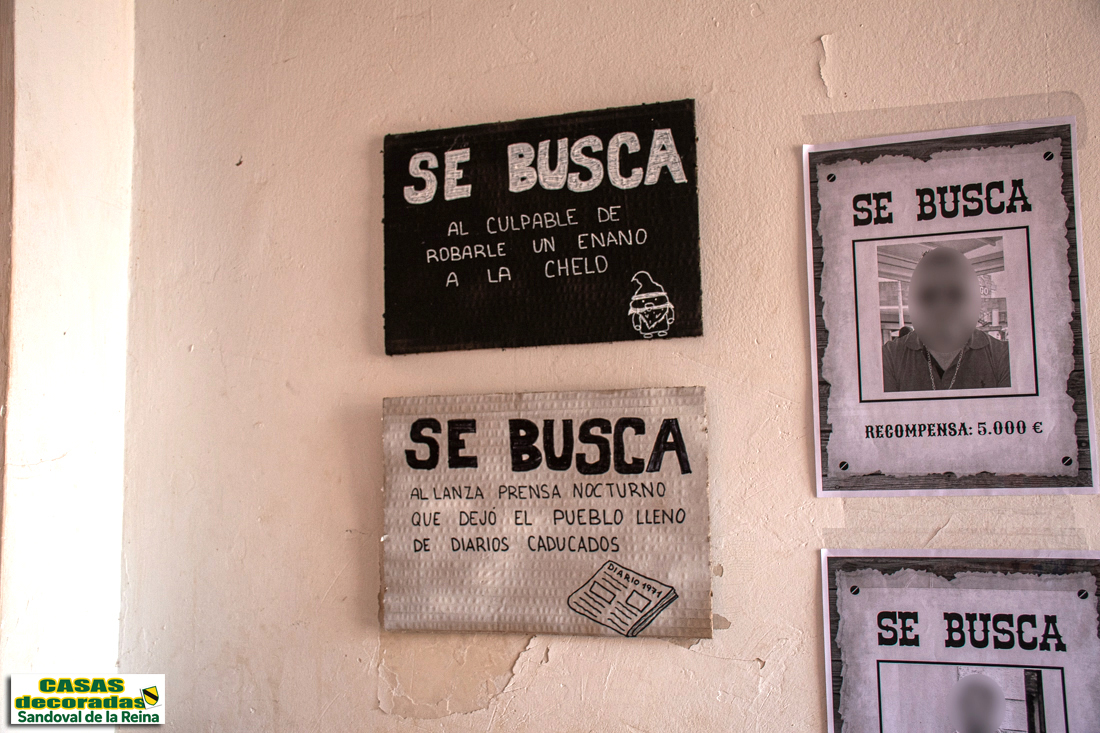 SE BUSCA
AL CULPABLE DE
ROBARLE UN ENANO
A LA CHELO
SE BUSCA
AL LANZA PRENSA NOCTURNO
QUE DEJÓ EL PUEBLO LLENO
DE DIARIOS CADUCADOS
DIARIO 1971
SE BUSCA
RECOMPENSA: 5.000 €
SE BUSCA
CASAS
decoradas
Sandoval de la Reina